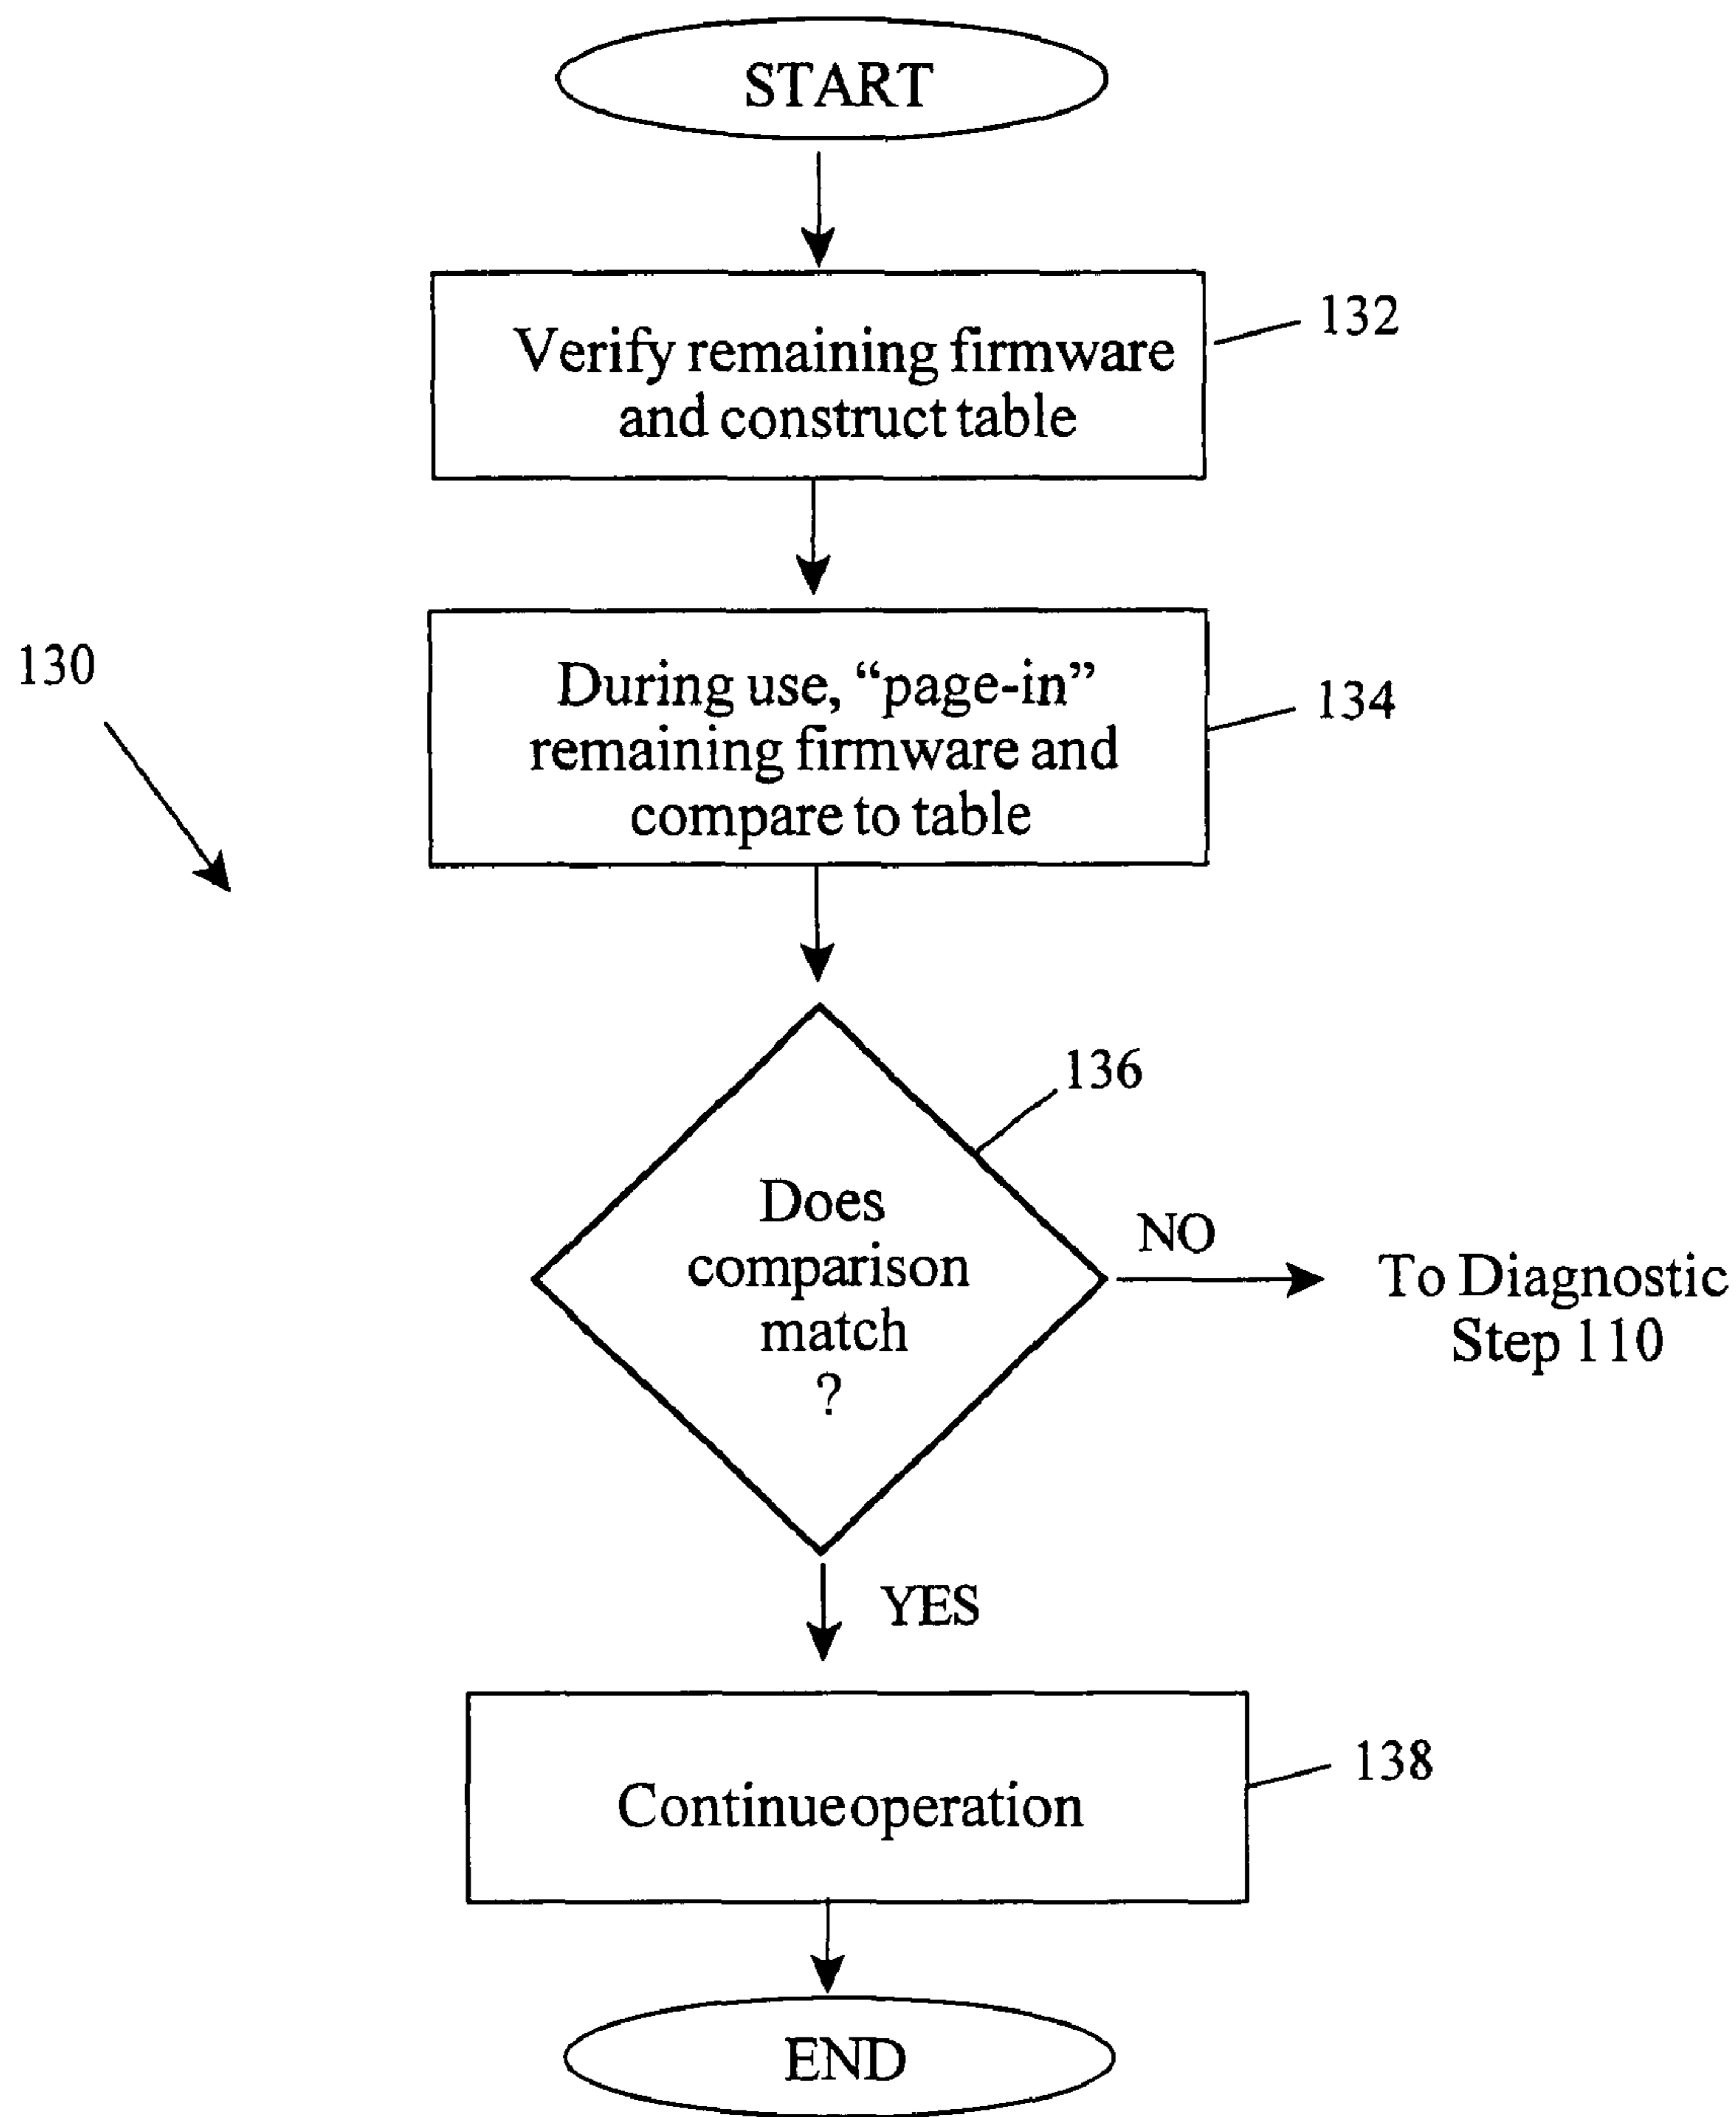 START
Verify remaining firmware
and construct table
132
During use, “page-in”
remaining firmware and
compare to table
134
130
136
Does
comparison
match
?
NO
To Diagnostic
Step 110
YES
Continue operation
138
END